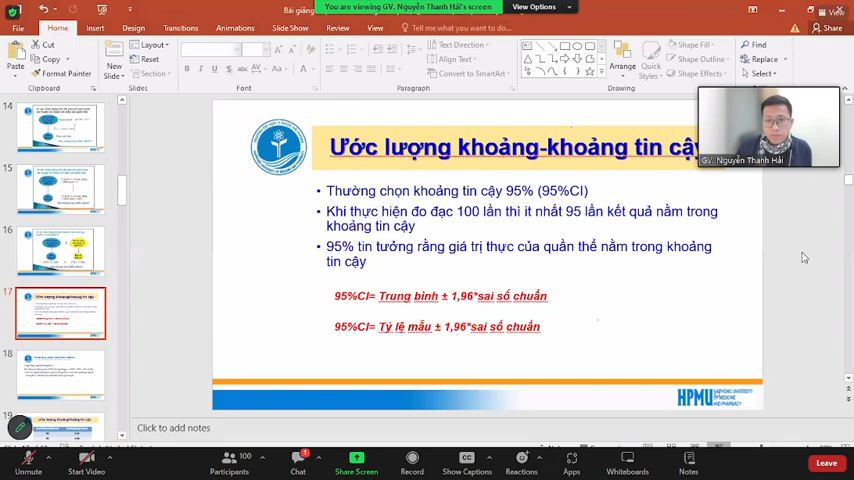 You are viewing GV. Nguyễn Thanh Hải's screen
View Options
Bài giảng
View
File
Home
Insert
Design
Transitions
Animations
Slide Show
Review
View
Tell me what you want to do...
Share
Paste
Cut
Copy
Format Painter
Clipboard
New Slide
Layout
Reset
Section
Slides
Font
Text Direction
Align Text
Convert to SmartArt
Paragraph
Arrange
Quick Styles
Shape Fill
Shape Outline
Shape Effects
Drawing
Find
Replace
Select
Editing
GV. Nguyễn Thanh Hải
14
15
16
17
18
19
Ước lượng khoảng-khoảng tin cậy
• Thường chọn khoảng tin cậy 95% (95%CI)
• Khi thực hiện đo đạc 100 lần thì ít nhất 95 lần kết quả nằm trong
khoảng tin cậy
• 95% tin tưởng rằng giá trị thực của quần thể nằm trong khoảng
tin cậy
95%CI= Trung bình ± 1,96*sai số chuẩn
95%CI= Tỷ lệ mẫu ± 1,96*sai số chuẩn
HPMU HAIPHONG UNIVERSITY
OF MEDICINE
AND PHARMACY
Click to add notes
Unmute
Start Video
Participants
100
Chat
1
Share Screen
Record
CC
Show Captions
Reactions
Apps
Whiteboards
Notes
Leave